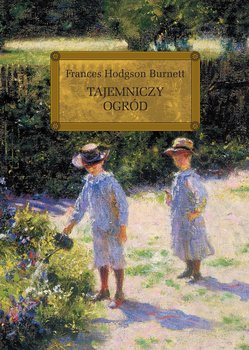 Frances Hodgson Burnett
TAJEMNICZY
OGRÓD